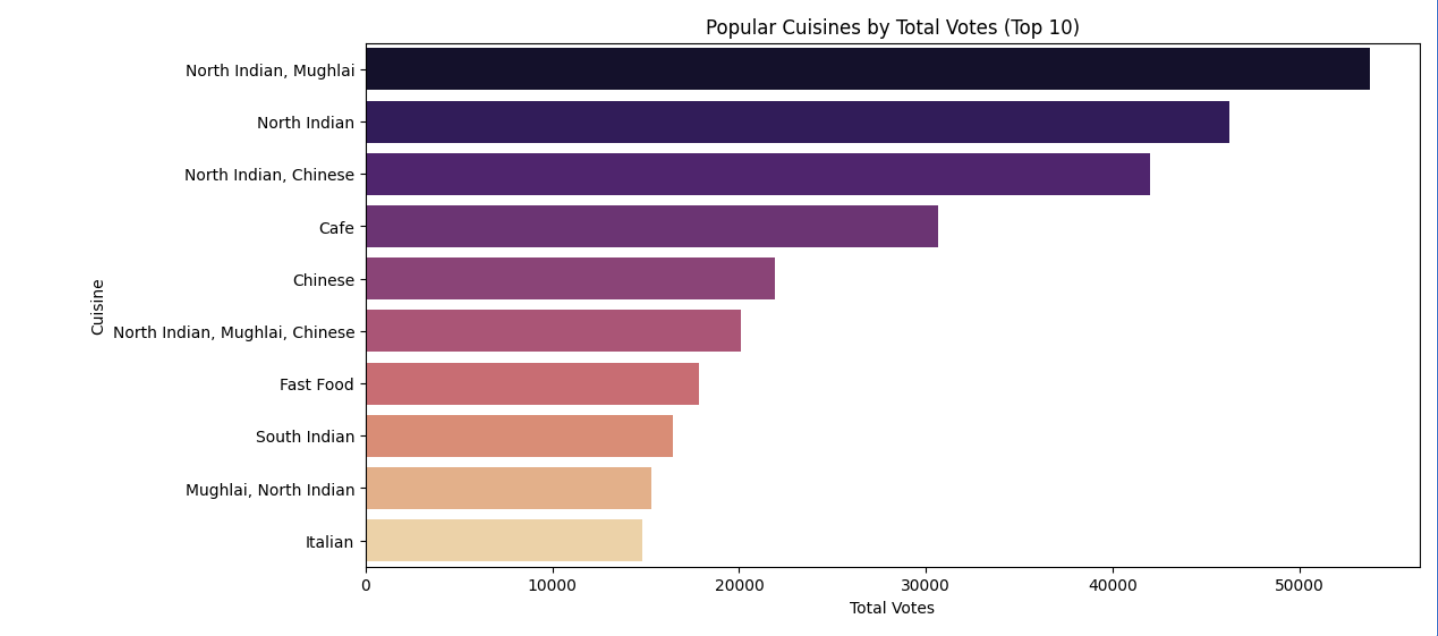 Popular Cuisines by Total Votes (Top 10)
Cuisine
North Indian, Mughlai
North Indian
North Indian, Chinese
Cafe
Chinese
North Indian, Mughlai, Chinese
Fast Food
South Indian
Mughlai, North Indian
Italian
0 10000 20000 30000 40000 50000
Total Votes